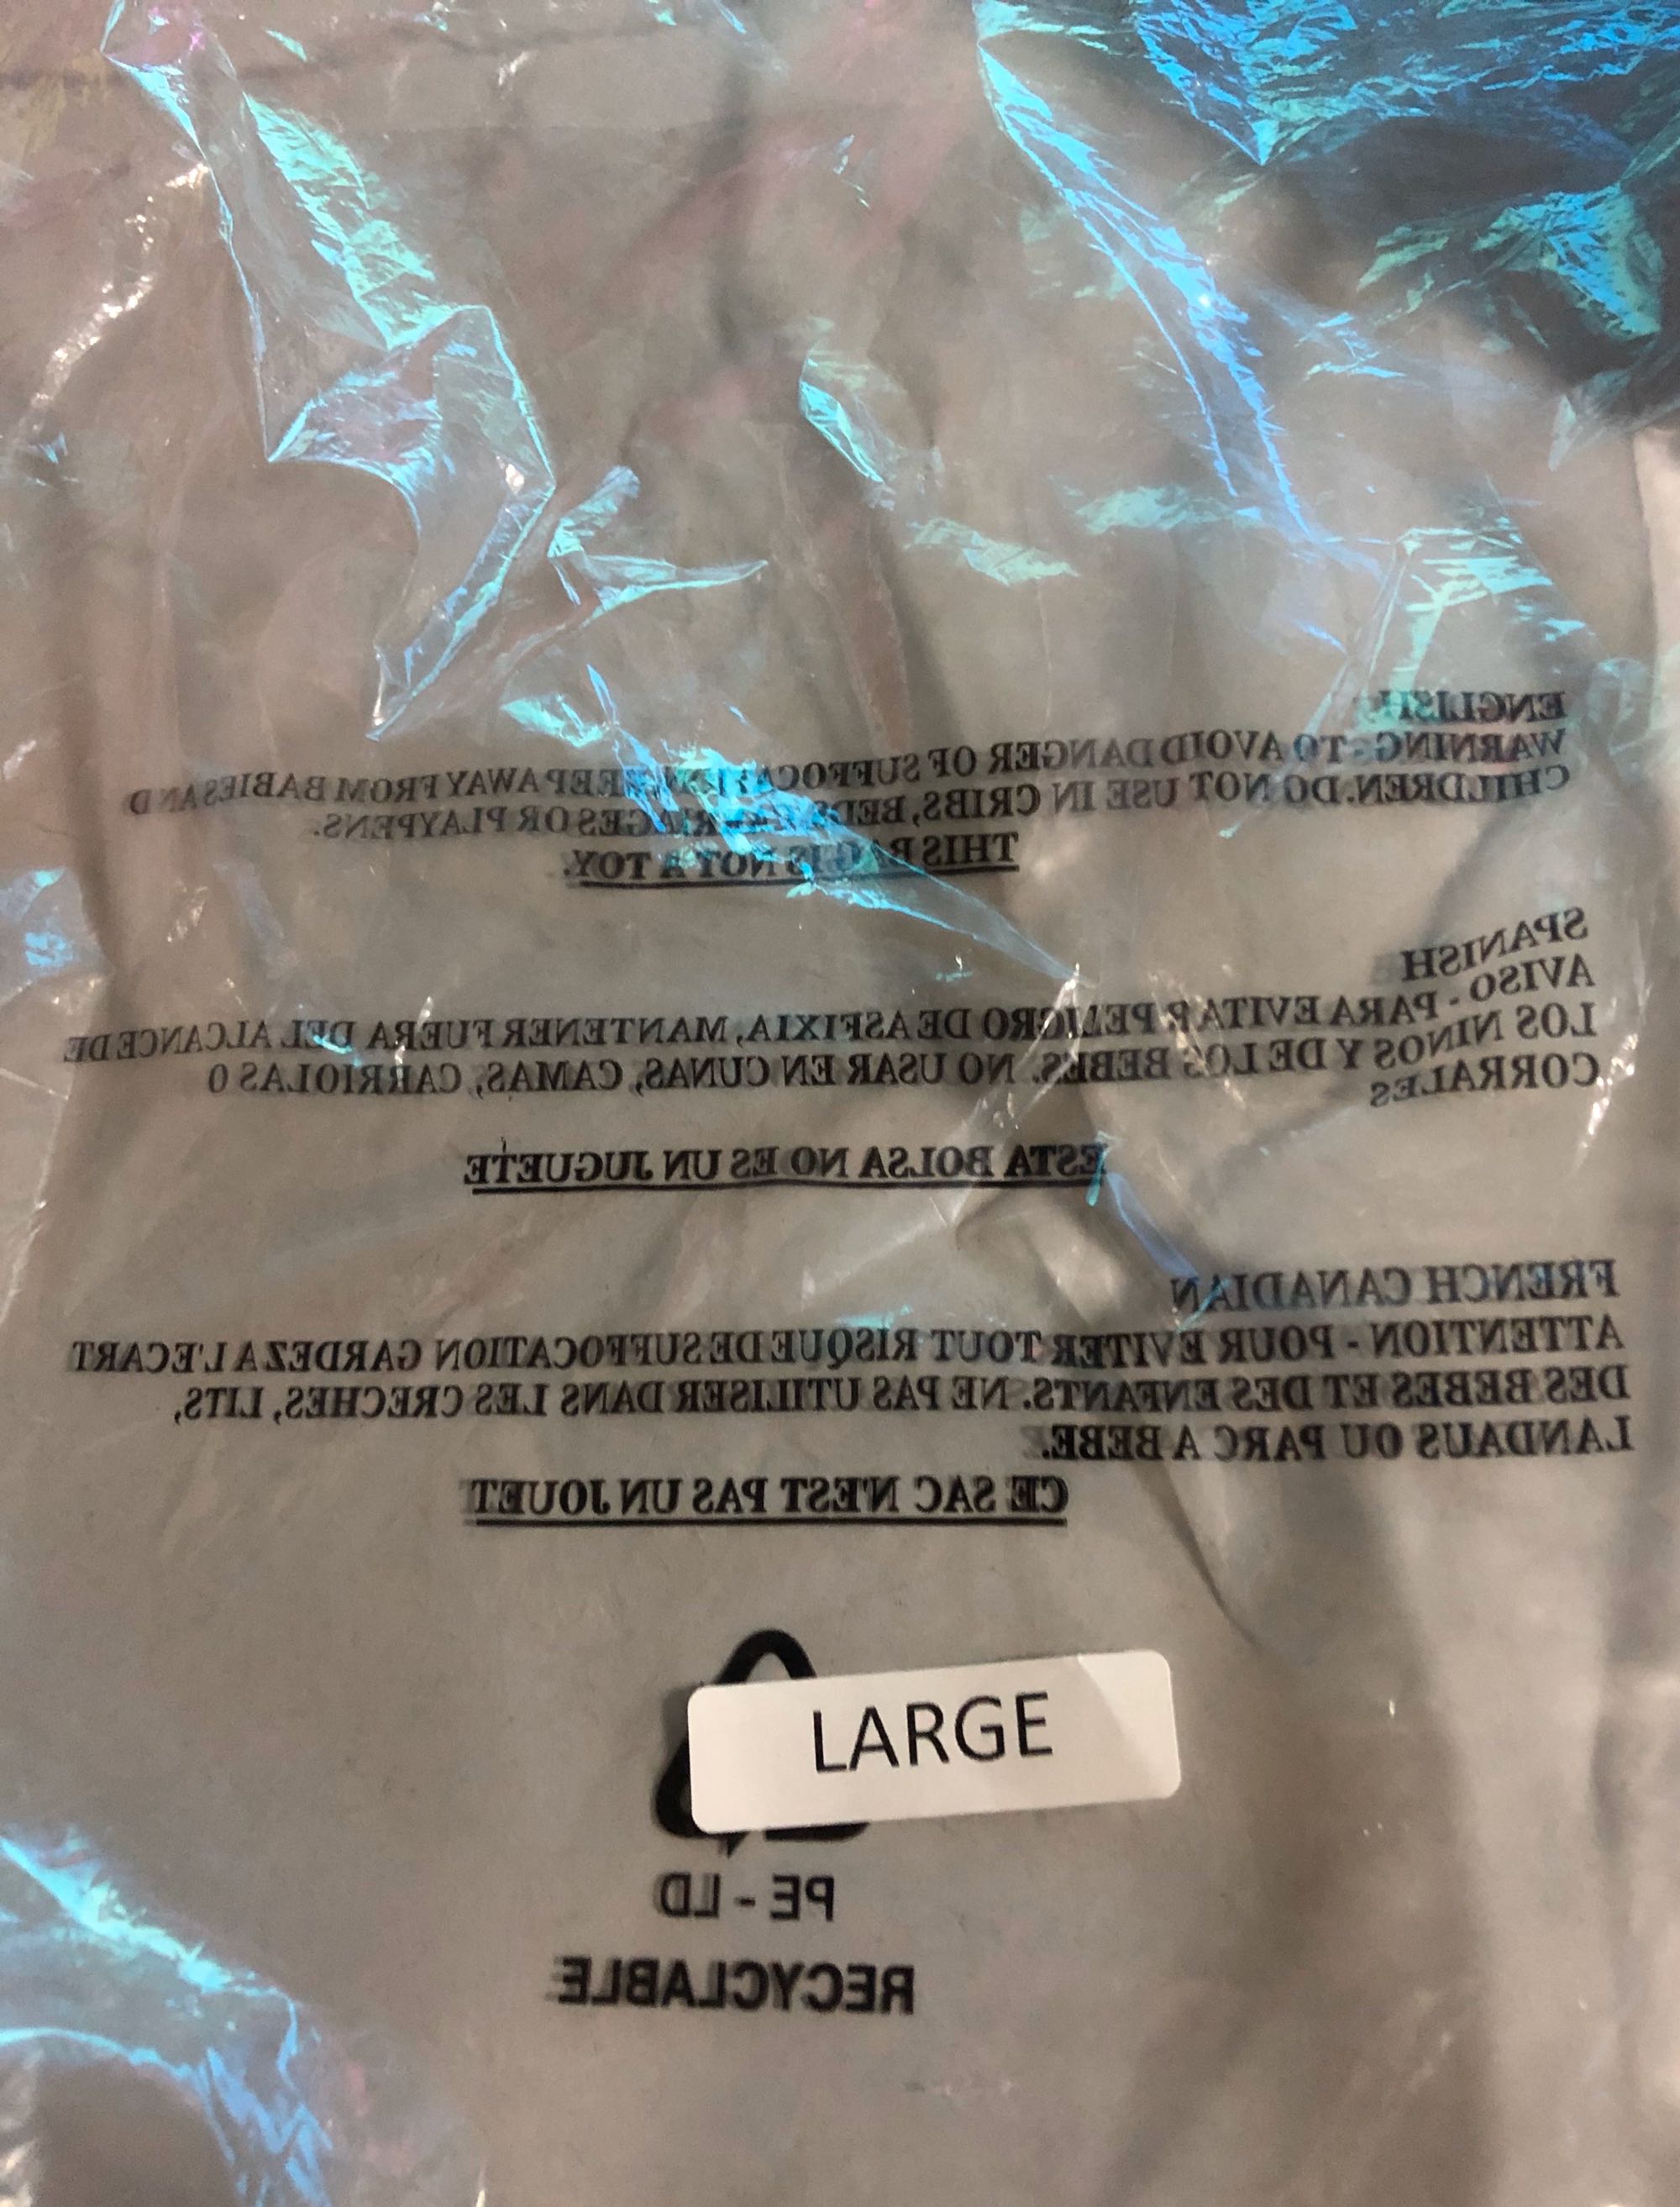 ENGLISH:
WARNING - TO AVOID DANGER OF SUFFOCATION, KEEP AWAY FROM BABIES AND
CHILDREN. DO NOT USE IN CRIBS, BEDS, CARRIAGES OR PLAYPENS.
THIS BAG IS NOT A TOY.
SPANISH
AVISO - PARA EVITAR PELIGRO DE ASFIXIA, MANTENER FUERA DEL ALCANCE DE
LOS NINOS Y DE LOS BEBES. NO USAR EN CUNAS, CAMAS, CARRIOLAS O
CORRALES
ESTA BOLSA NO ES UN JUGUETE
FRENCH CANADIAN
ATTENTION - POUR EVITER TOUT RISQUE DE SUFFOCATION GARDEZ A L'ECART
DES BEBES ET DES ENFANTS. NE PAS UTILISER DANS LES CRECHES, LITS,
LANDAUS OU PARC A BEBE.
CE SAC N'EST PAS UN JOUET
LARGE
PE - LD
RECYCLABLE